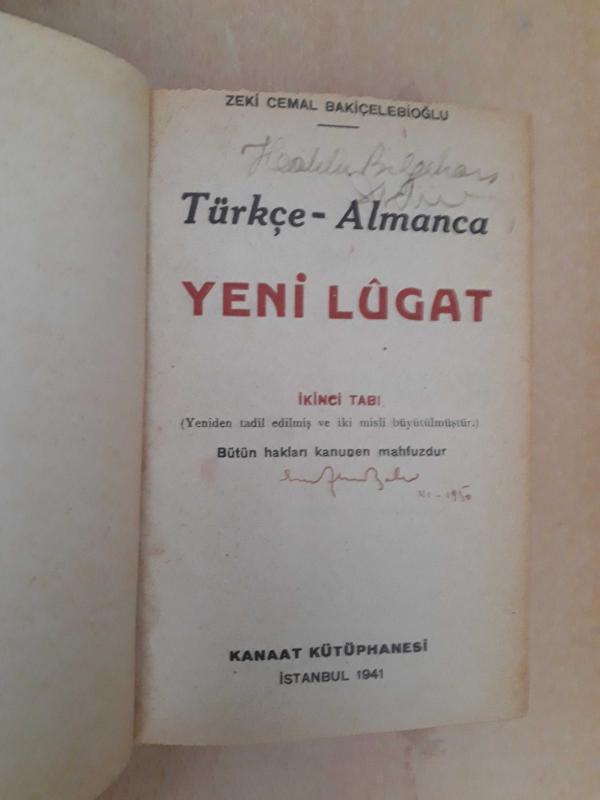 ZEKİ CEMAL BAKİÇELEBİOĞLU
Türkçe - Almanca
YENİ LÛGAT
İKİNCİ TABI
(Yeniden tadil edilmiş ve iki misli büyütülmüştür.)
Bütün hakları kanunen mahfuzdur
1950
KANAAT KÜTÜPHANESİ
İSTANBUL 1941